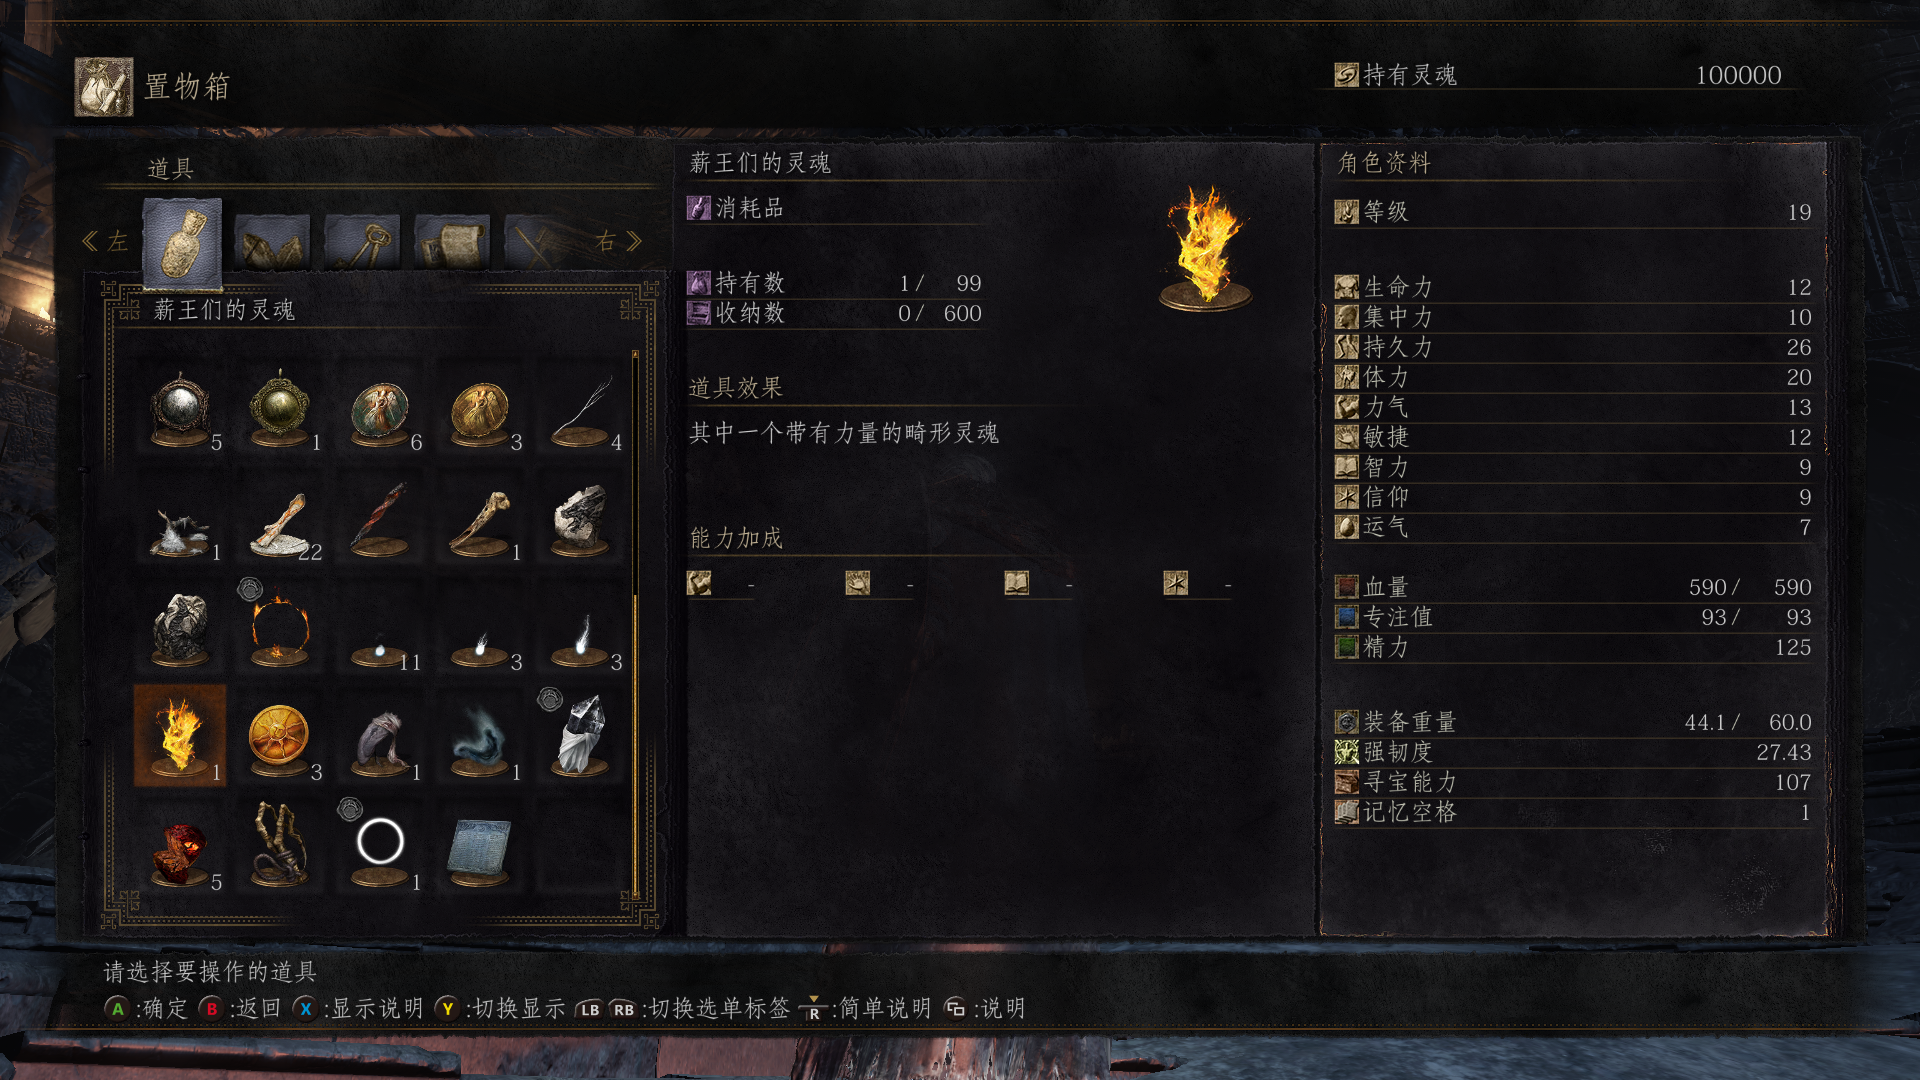 置物箱
持有灵魂 100000
道具
左 右
薪王们的灵魂
5 1 6 3 4
1 22 1
11 3 3
1 3 1 1
5 1
薪王们的灵魂
消耗品
持有数 1/ 99
收纳数 0/ 600
道具效果
其中一个带有力量的畸形灵魂
能力加成
- - - -
角色资料
等级 19
生命力 12
集中力 10
持久力 26
体力 20
力气 13
敏捷 12
智力 9
信仰 9
运气 7
血量 590/ 590
专注值 93/ 93
精力 125
装备重量 44.1/ 60.0
强韧度 27.43
寻宝能力 107
记忆空格 1
请选择要操作的道具
A:确定 B:返回 X:显示说明 Y:切换显示 LB RB:切换选单标签 R:简单说明 :说明